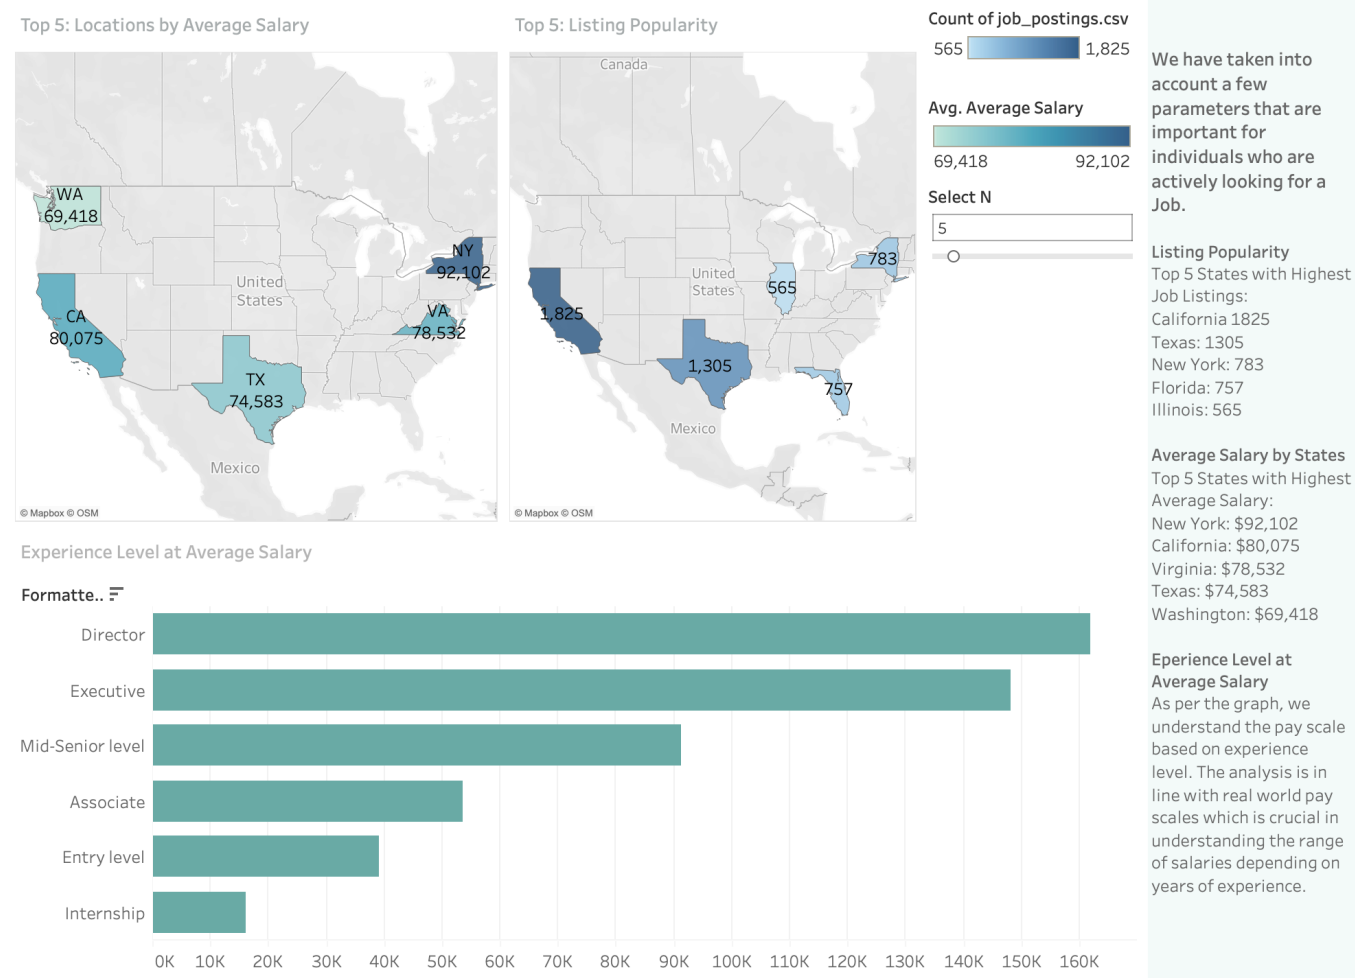 Top 5: Locations by Average Salary
WA
69,418
NY
92,102
United
States
CA
80,075
VA
78,532
TX
74,583
Mexico
© Mapbox © OSM
Top 5: Listing Popularity
Canada
783
United
States
565
1,825
1,305
757
Mexico
© Mapbox © OSM
Count of job_postings.csv
565 1,825
Avg. Average Salary
69,418 92,102
Select N
5
We have taken into
account a few
parameters that are
important for
individuals who are
actively looking for a
Job.
Listing Popularity
Top 5 States with Highest
Job Listings:
California 1825
Texas: 1305
New York: 783
Florida: 757
Illinois: 565
Average Salary by States
Top 5 States with Highest
Average Salary:
New York: $92,102
California: $80,075
Virginia: $78,532
Texas: $74,583
Washington: $69,418
Eperience Level at
Average Salary
As per the graph, we
understand the pay scale
based on experience
level. The analysis is in
line with real world pay
scales which is crucial in
understanding the range
of salaries depending on
years of experience.
Experience Level at Average Salary
Formatte..
Director
Executive
Mid-Senior level
Associate
Entry level
Internship
0K 10K 20K 30K 40K 50K 60K 70K 80K 90K 100K 110K 120K 130K 140K 150K 160K